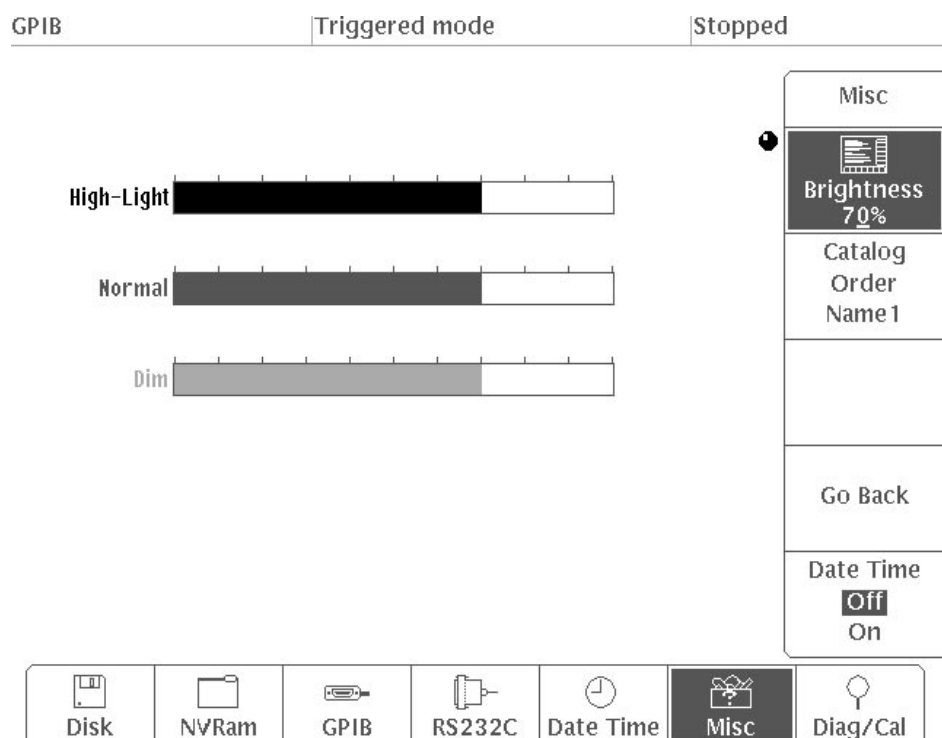 GPIB
Triggered mode
Stopped
Misc
Brightness
70%
Catalog
Order
Name1
Go Back
Date Time
Off
On
High-Light
Normal
Dim
Disk
NVRam
GPIB
RS232C
Date Time
Misc
Diag/Cal